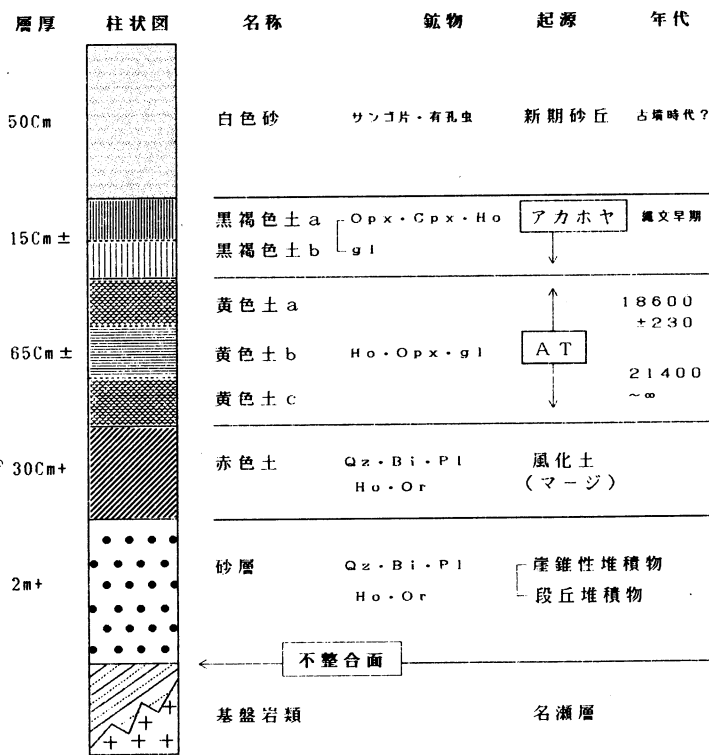 層厚 柱状図 名称 鉱物 起源 年代
50Cm 白色砂 サンゴ片・有孔虫 新期砂丘 古墳時代?
15Cm± 黒褐色土a Opx・Cpx・Ho アカホヤ 縄文早期
黒褐色土b gl
黄色土a 18600
±230
65Cm± 黄色土b Ho・Opx・gl AT
21400
黄色土c ~∞
30Cm+ 赤色土 Qz・Bi・Pl 風化土
Ho・Or (マージ)
砂層 Qz・Bi・Pl 崖錐性堆積物
2m+ Ho・Or 段丘堆積物
不整合面
基盤岩類 名瀬層